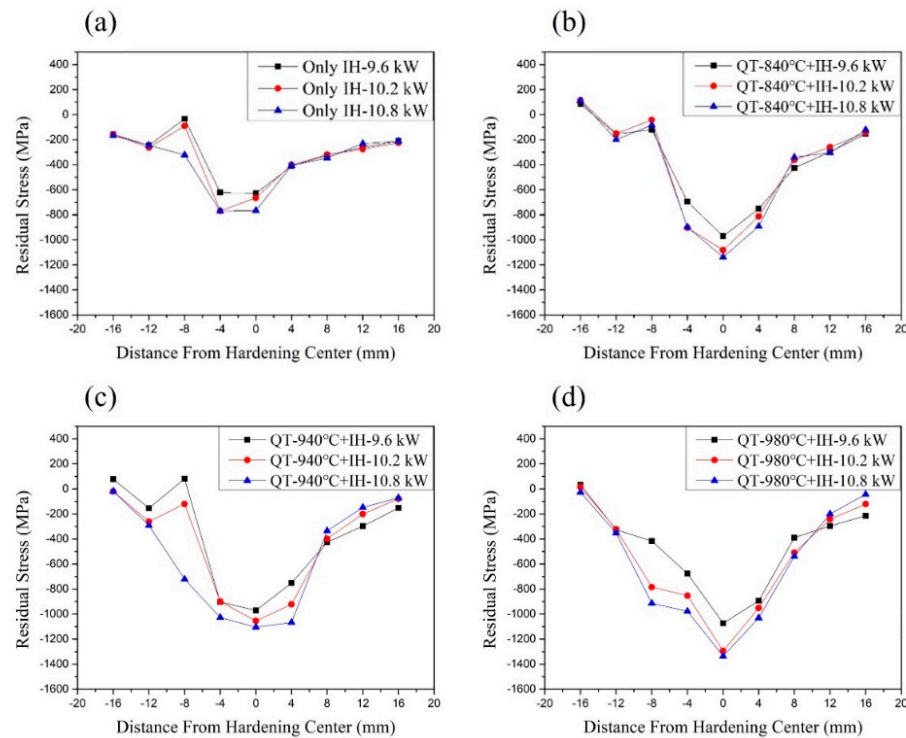 (a)
Only IH-9.6 kW
Only IH-10.2 kW
Only IH-10.8 kW
400
200
0
-200
-400
-600
-800
-1000
-1200
-1400
-1600
Residual Stress (MPa)
-20 -16 -12 -8 -4 0 4 8 12 16 20
Distance From Hardening Center (mm)
(b)
QT-840℃+IH-9.6 kW
QT-840℃+IH-10.2 kW
QT-840℃+IH-10.8 kW
400
200
0
-200
-400
-600
-800
-1000
-1200
-1400
-1600
Residual Stress (MPa)
-20 -16 -12 -8 -4 0 4 8 12 16 20
Distance From Hardening Center (mm)
(c)
QT-940℃+IH-9.6 kW
QT-940℃+IH-10.2 kW
QT-940℃+IH-10.8 kW
400
200
0
-200
-400
-600
-800
-1000
-1200
-1400
-1600
Residual Stress (MPa)
-20 -16 -12 -8 -4 0 4 8 12 16 20
Distance From Hardening Center (mm)
(d)
QT-980℃+IH-9.6 kW
QT-980℃+IH-10.2 kW
QT-980℃+IH-10.8 kW
400
200
0
-200
-400
-600
-800
-1000
-1200
-1400
-1600
Residual Stress (MPa)
-20 -16 -12 -8 -4 0 4 8 12 16 20
Distance From Hardening Center (mm)